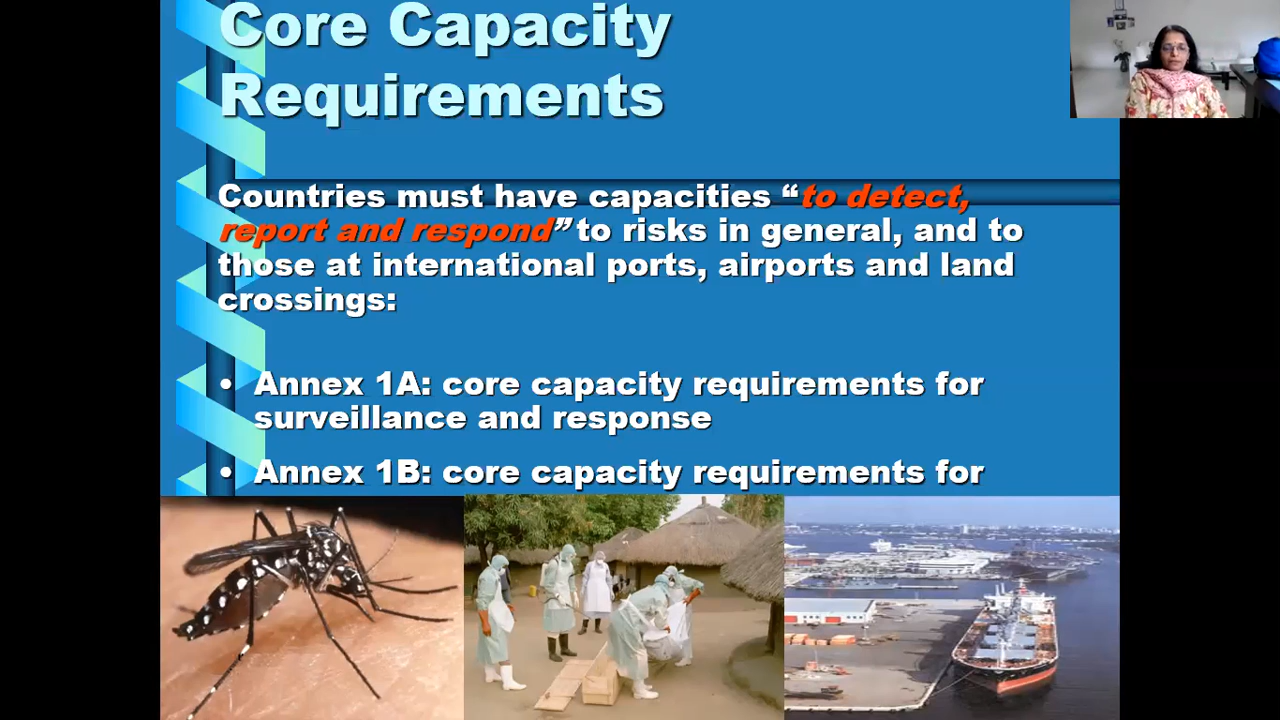 Core Capacity
Requirements
Countries must have capacities “to detect,
report and respond” to risks in general, and to
those at international ports, airports and land
crossings:
• Annex 1A: core capacity requirements for
surveillance and response
• Annex 1B: core capacity requirements for